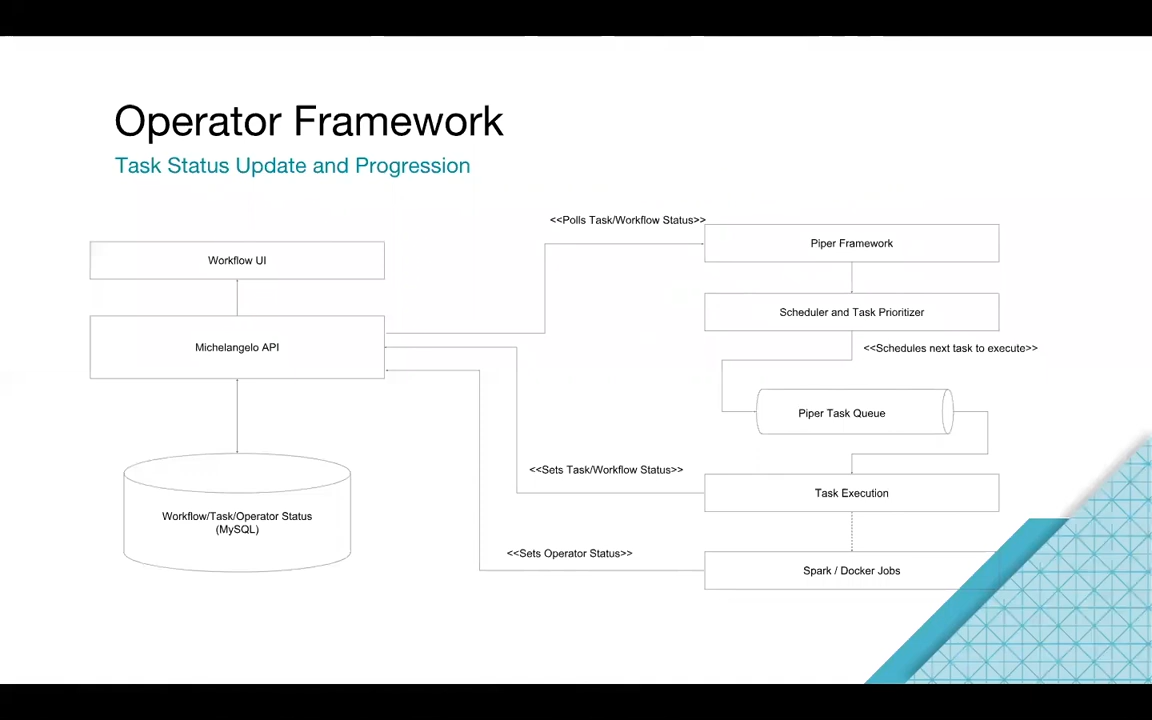 Operator Framework
Task Status Update and Progression
<<Polls Task/Workflow Status>>
Piper Framework
Workflow UI
Scheduler and Task Prioritizer
Michelangelo API
<<Schedules next task to execute>>
Piper Task Queue
<<Sets Task/Workflow Status>>
Task Execution
Workflow/Task/Operator Status
(MySQL)
<<Sets Operator Status>>
Spark / Docker Jobs